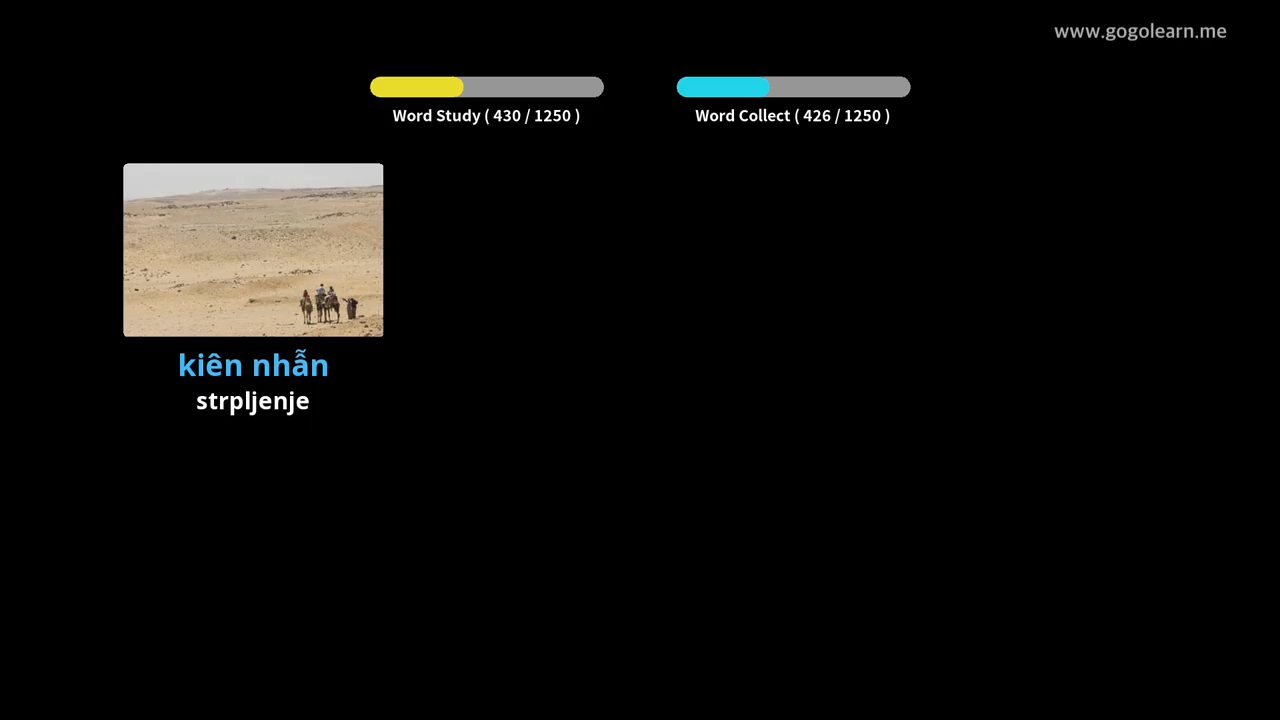 www.gogolearn.me
Word Study ( 430 / 1250 )
Word Collect ( 426 / 1250 )
kiên nhẫn
strpljenje